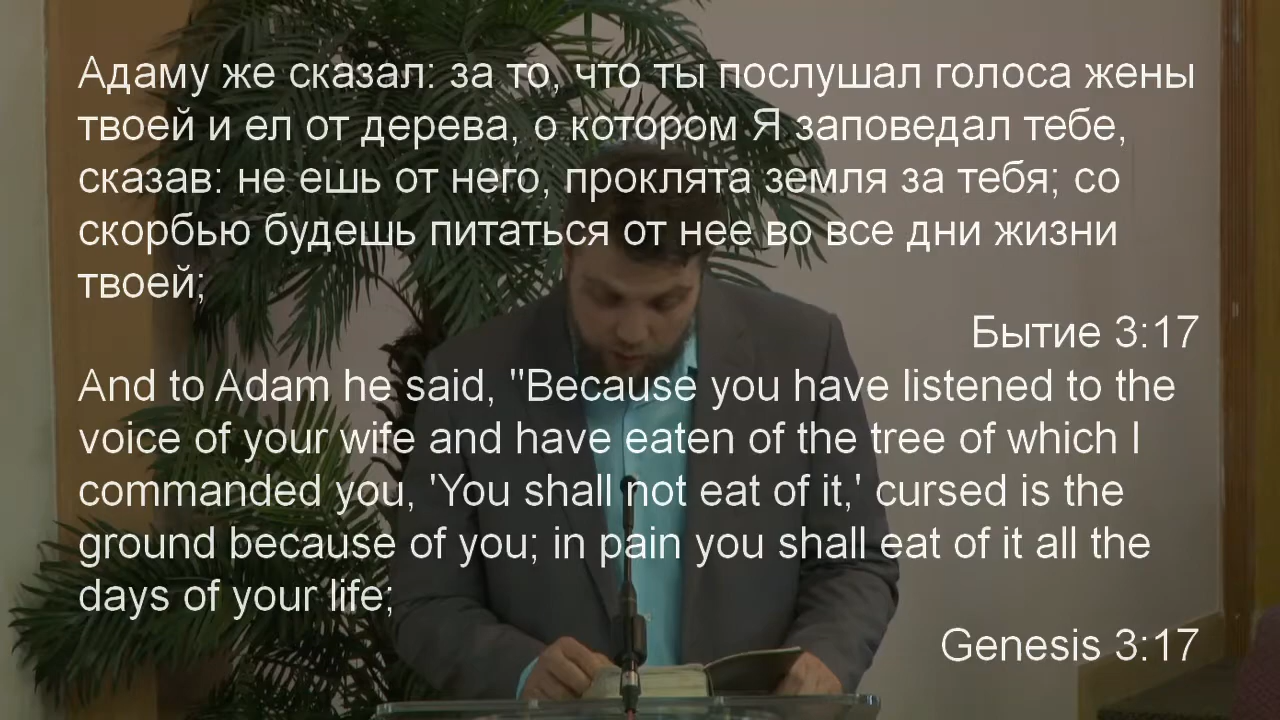 Адаму же сказал: за то, что ты послушал голоса жены
твоей и ел от дерева, о котором Я заповедал тебе,
сказав: не ешь от него, проклята земля за тебя; со
скорбью будешь питаться от нее во все дни жизни
твоей;
Бытие 3:17
And to Adam he said, "Because you have listened to the
voice of your wife and have eaten of the tree of which I
commanded you, 'You shall not eat of it,' cursed is the
ground because of you; in pain you shall eat of it all the
days of your life;
Genesis 3:17